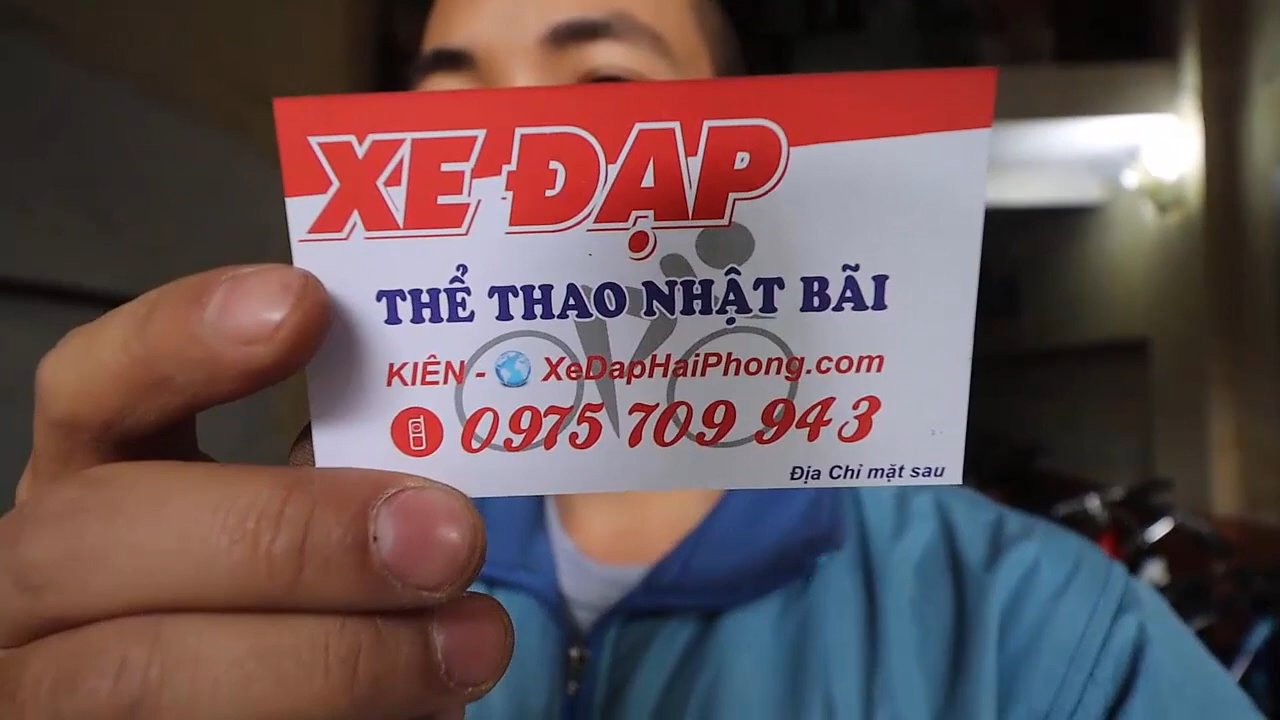 XE ĐẠP
THỂ THAO NHẬT BÃI
KIÊN - XeDapHaiPhong.com
0975 709 943
Địa Chỉ mặt sau